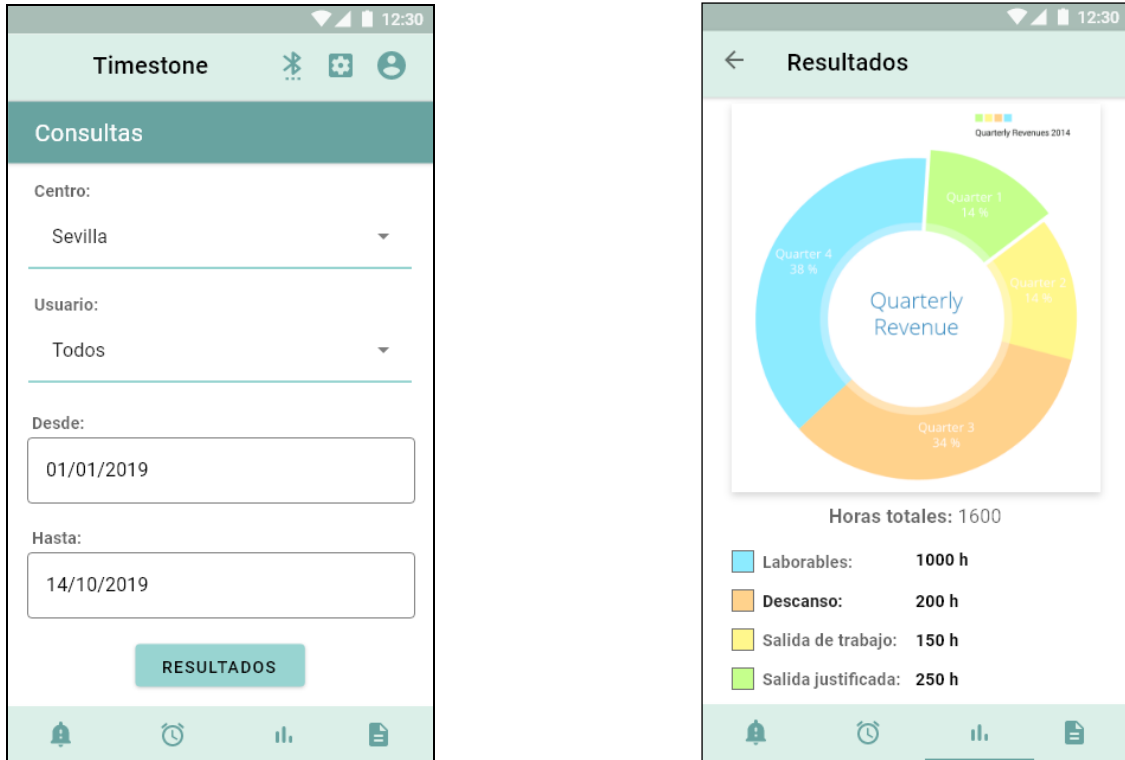 12:30
Timestone
Consultas
Centro:
Sevilla
Usuario:
Todos
Desde:
01/01/2019
Hasta:
14/10/2019
RESULTADOS
12:30
Resultados
Quarterly Revenues 2014
Quarter 1
14 %
Quarter 4
38 %
Quarter 2
14 %
Quarterly
Revenue
Quarter 3
34 %
Horas totales: 1600
Laborables: 1000 h
Descanso: 200 h
Salida de trabajo: 150 h
Salida justificada: 250 h